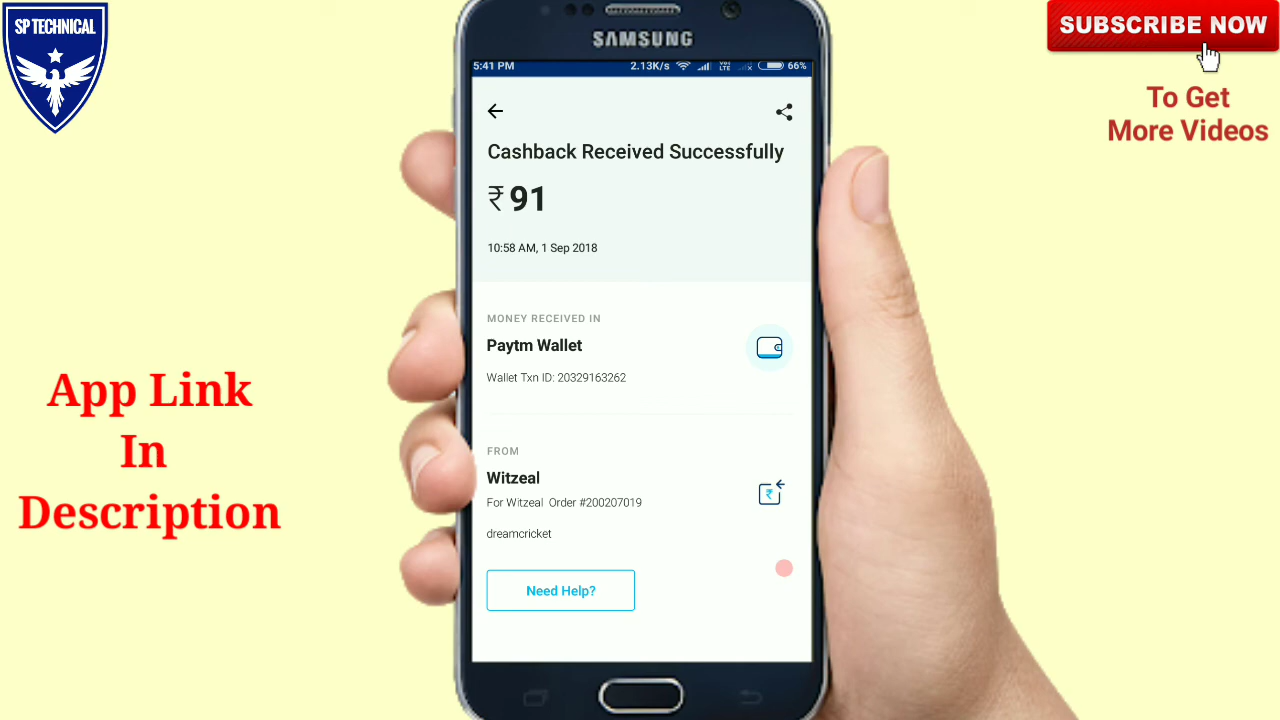 SP TECHNICAL
SUBSCRIBE NOW
To Get
More Videos
SAMSUNG
5:41 PM
2.13K/s
VoLTE
66%
Cashback Received Successfully
₹91
10:58 AM, 1 Sep 2018
MONEY RECEIVED IN
Paytm Wallet
Wallet Txn ID: 20329163262
FROM
Witzeal
For Witzeal Order #200207019
dreamcricket
Need Help?
App Link
In
Description